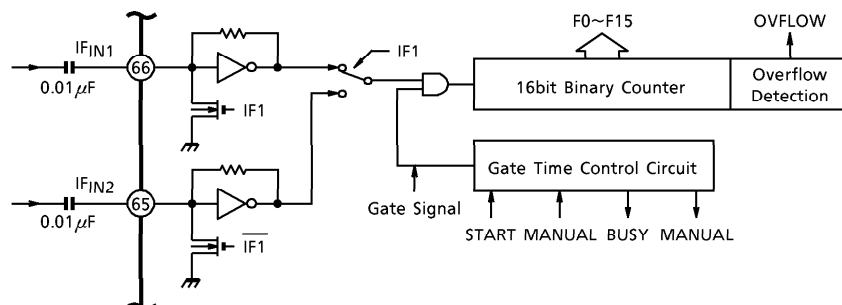 F0~F15
OVFLOW
IFIN1
66
0.01μF
IF1
IF1
16bit Binary Counter
Overflow
Detection
IFIN2
65
0.01μF
I̅F̅1̅
Gate Signal
Gate Time Control Circuit
START MANUAL BUSY MANUAL